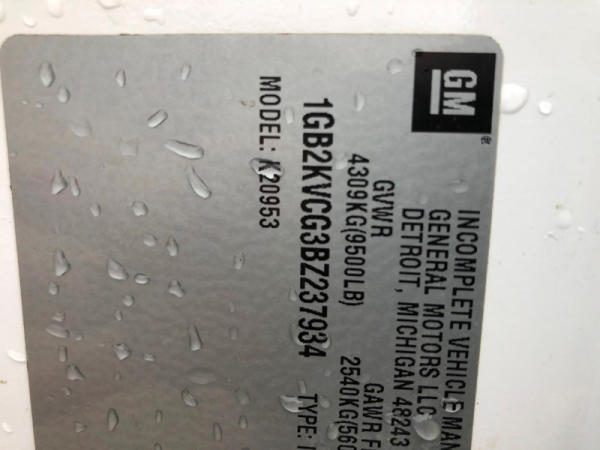 GM
®
INCOMPLETE VEHICLE MAN
GENERAL MOTORS LLC
DETROIT, MICHIGAN 48243
GVWR GAWR F
4309KG(9500LB) 2540KG(560
1GB2KVCG3BZ237934
MODEL: K20953 TYPE: